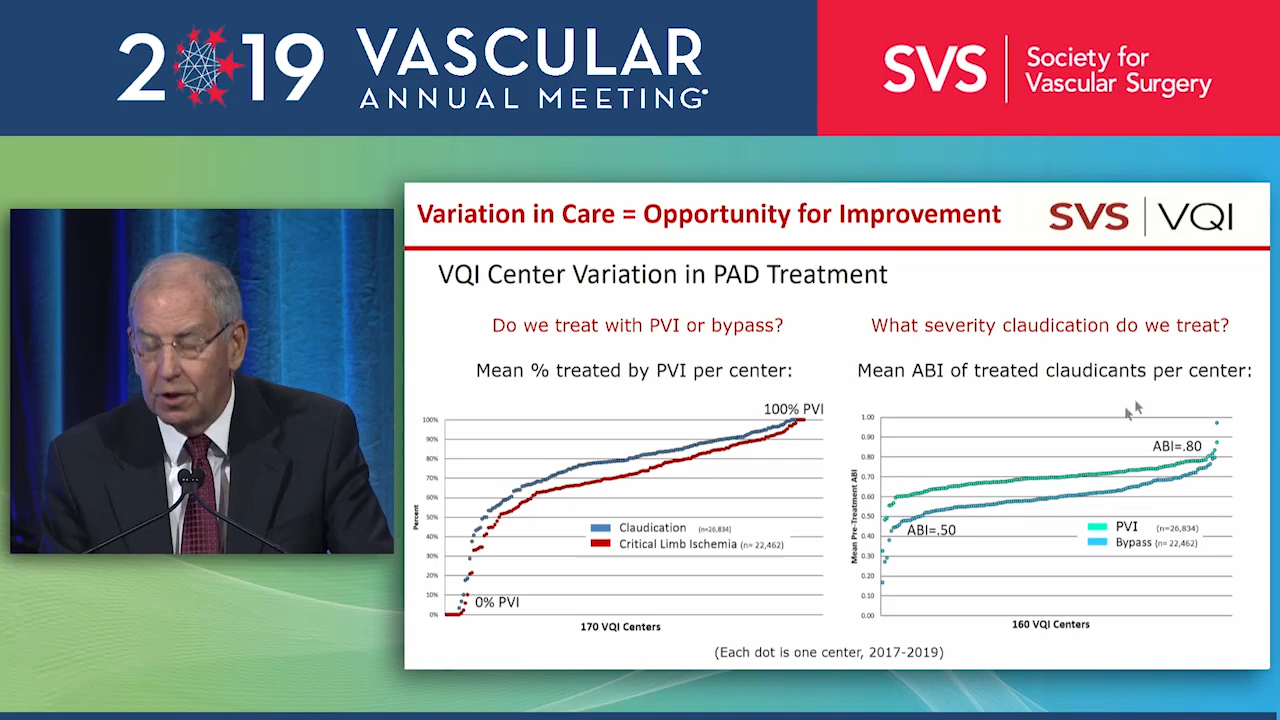 2019 VASCULAR
ANNUAL MEETING
SVS
Society for
Vascular Surgery
Variation in Care = Opportunity for Improvement
SVS | VQI
VQI Center Variation in PAD Treatment
Do we treat with PVI or bypass?
Mean % treated by PVI per center:
100% PVI
100%
90%
80%
70%
60%
50%
40%
30%
20%
10%
0%
Percent
Claudication (n=26,834)
Critical Limb Ischemia (n= 22,462)
0% PVI
170 VQI Centers
What severity claudication do we treat?
Mean ABI of treated claudicants per center:
1.00
0.90
0.80
0.70
0.60
0.50
0.40
0.30
0.20
0.10
0.00
Mean Pre-Treatment ABI
ABI=.80
ABI=.50
PVI (n=26,834)
Bypass (n= 22,462)
160 VQI Centers
(Each dot is one center, 2017-2019)